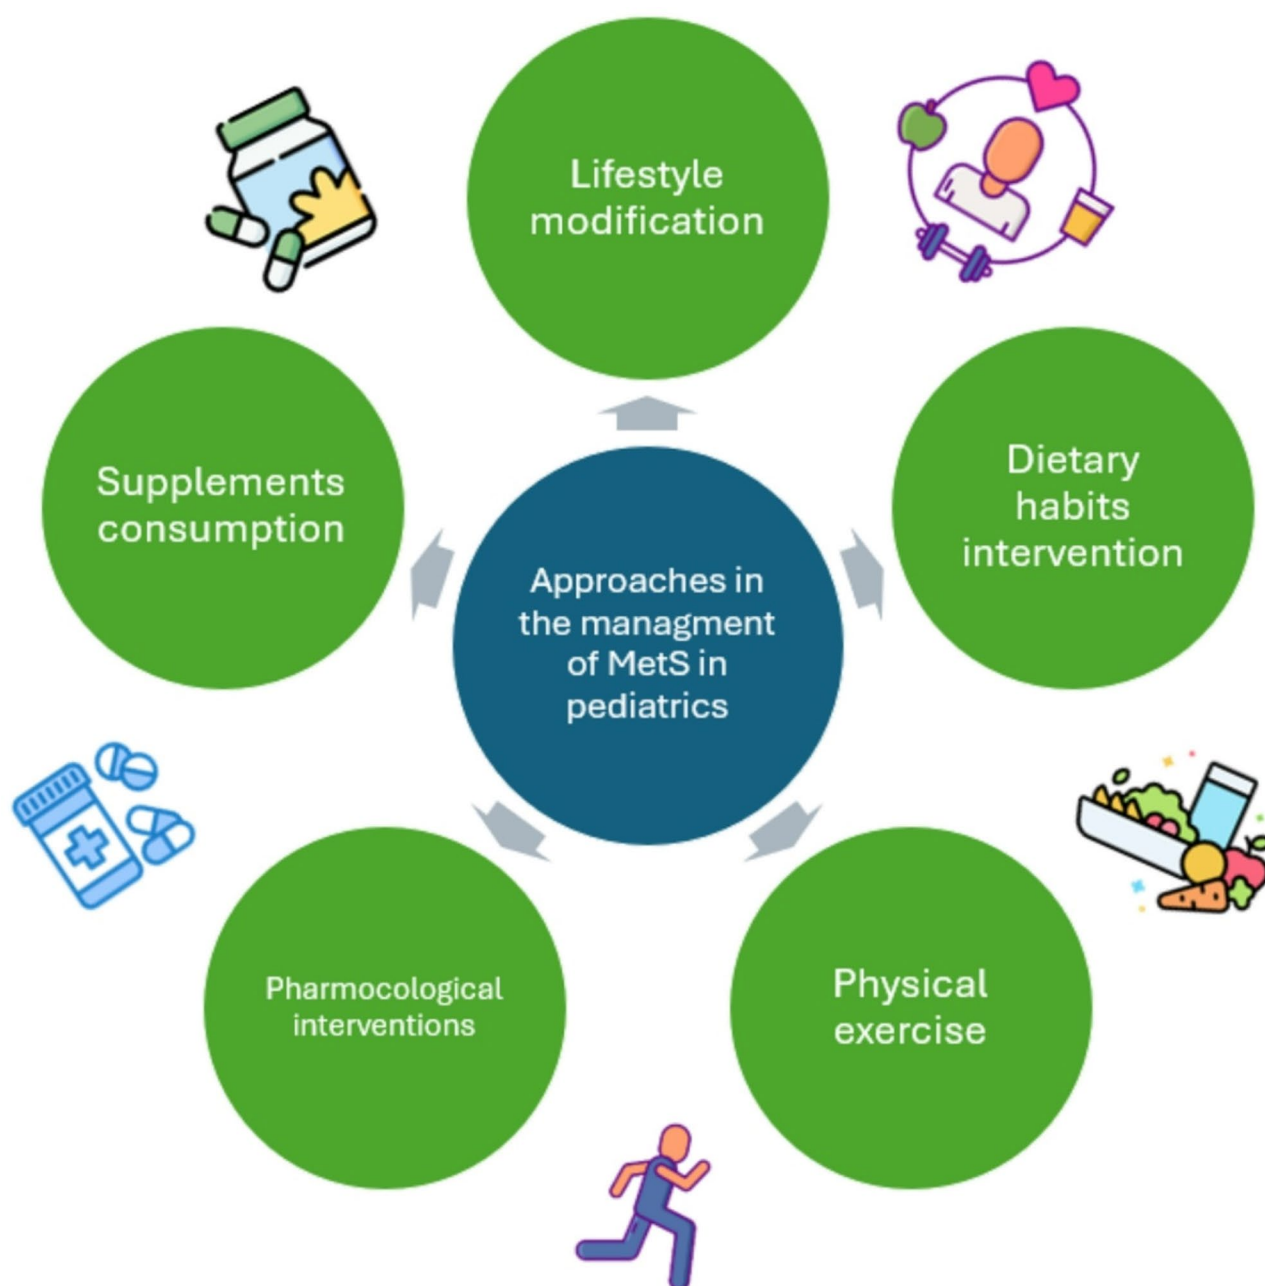 Lifestyle
modification
Supplements
consumption
Dietary
habits
intervention
Approaches in
the managment
of MetS in
pediatrics
Pharmocological
interventions
Physical
exercise